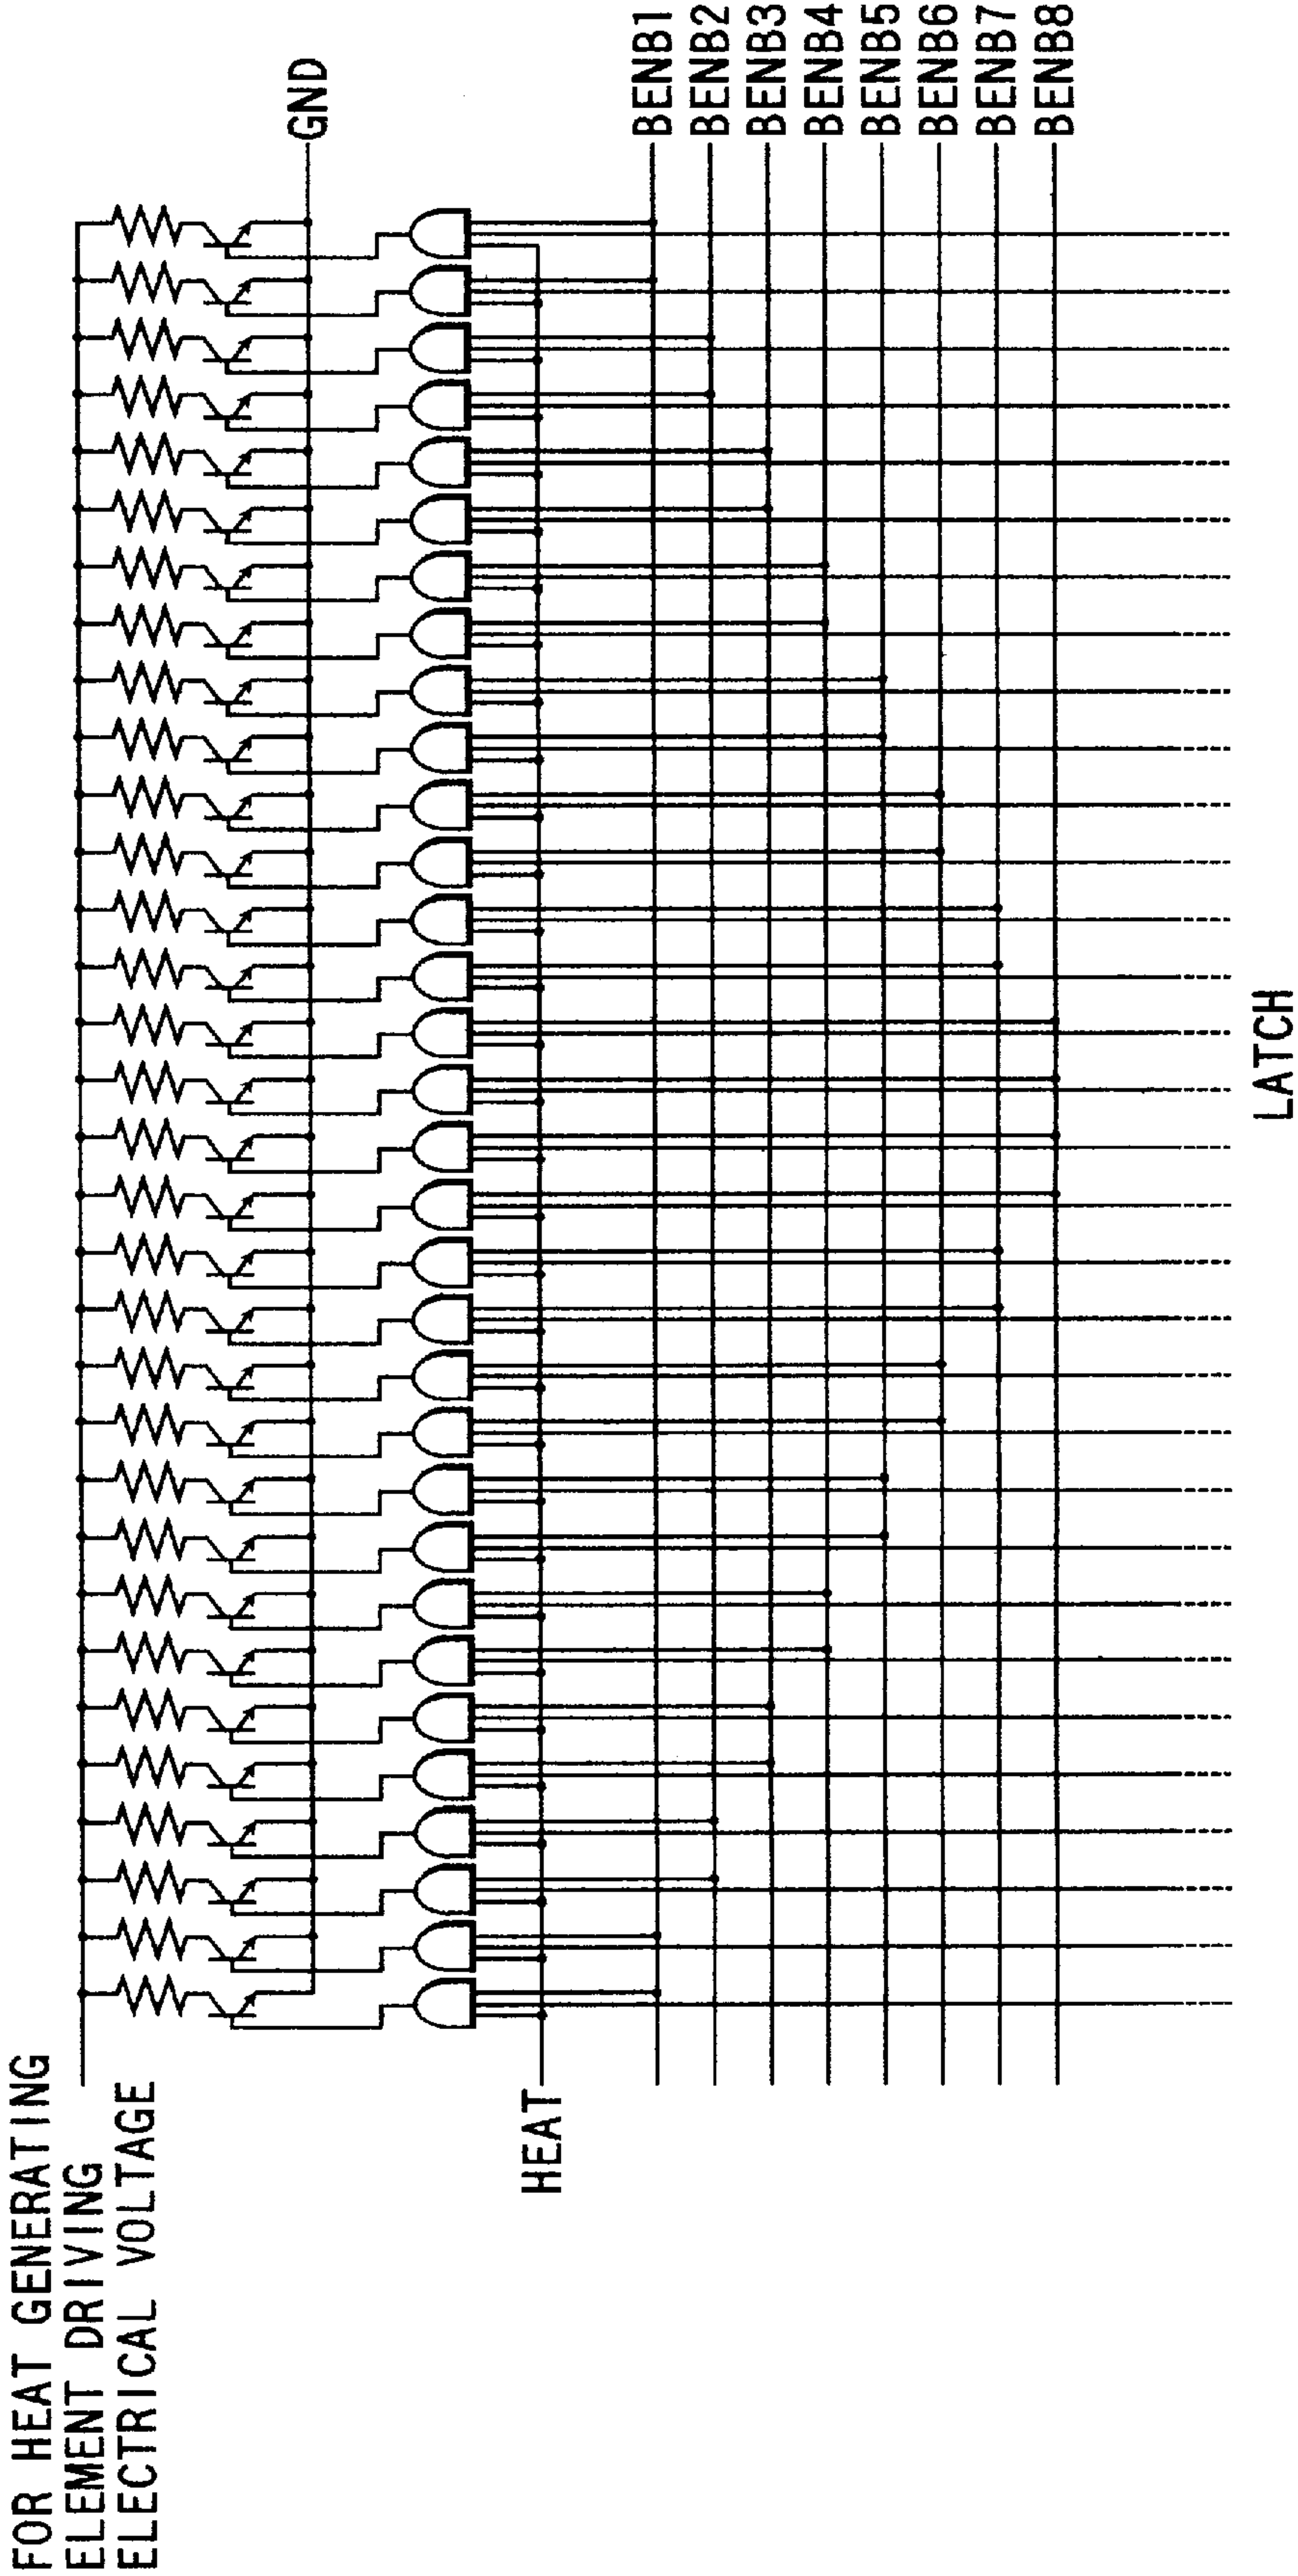 FOR HEAT GENERATING
ELEMENT DRIVING
ELECTRICAL VOLTAGE
GND
HEAT
BENB1
BENB2
BENB3
BENB4
BENB5
BENB6
BENB7
BENB8
LATCH